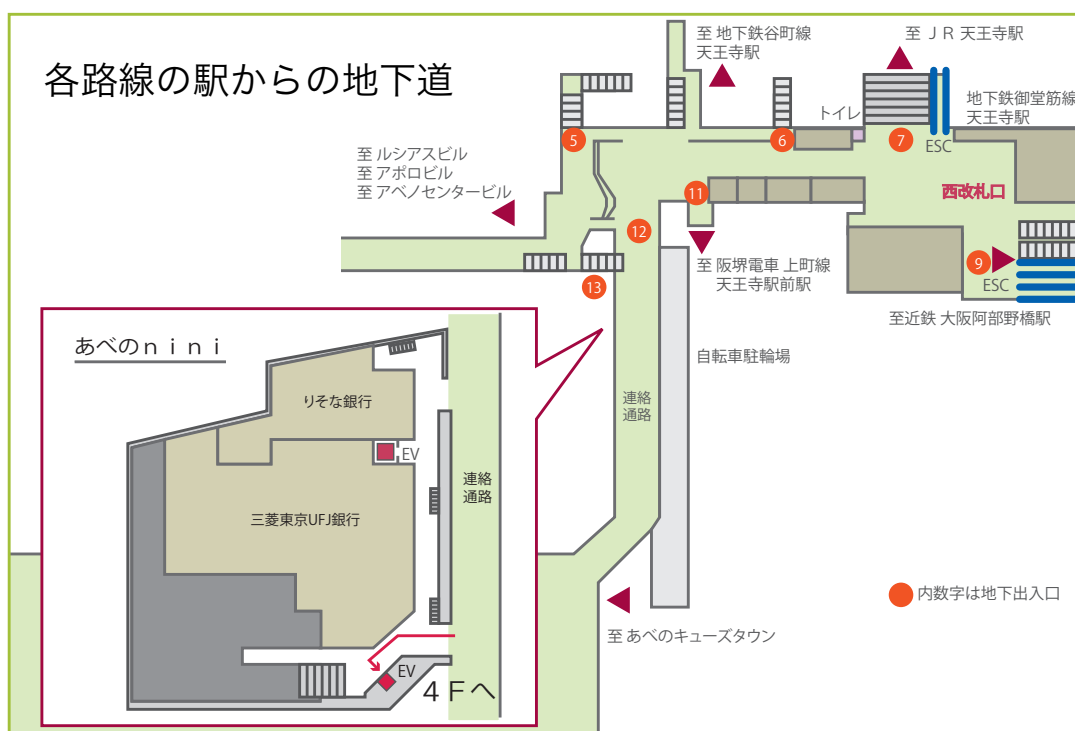 各路線の駅からの地下道
至 地下鉄谷町線
天王寺駅
至 ＪＲ 天王寺駅
地下鉄御堂筋線
天王寺駅
トイレ
5
6
7
ESC
至 ルシアスビル
至 アポロビル
至 アベノセンタービル
11
西改札口
12
9
ESC
至 阪堺電車 上町線
天王寺駅前駅
13
至近鉄 大阪阿部野橋駅
自転車駐輪場
連絡
通路
あべのｎｉｎｉ
りそな銀行
EV
連絡
通路
三菱東京UFJ銀行
EV
４Ｆへ
内数字は地下出入口
至 あべのキューズタウン